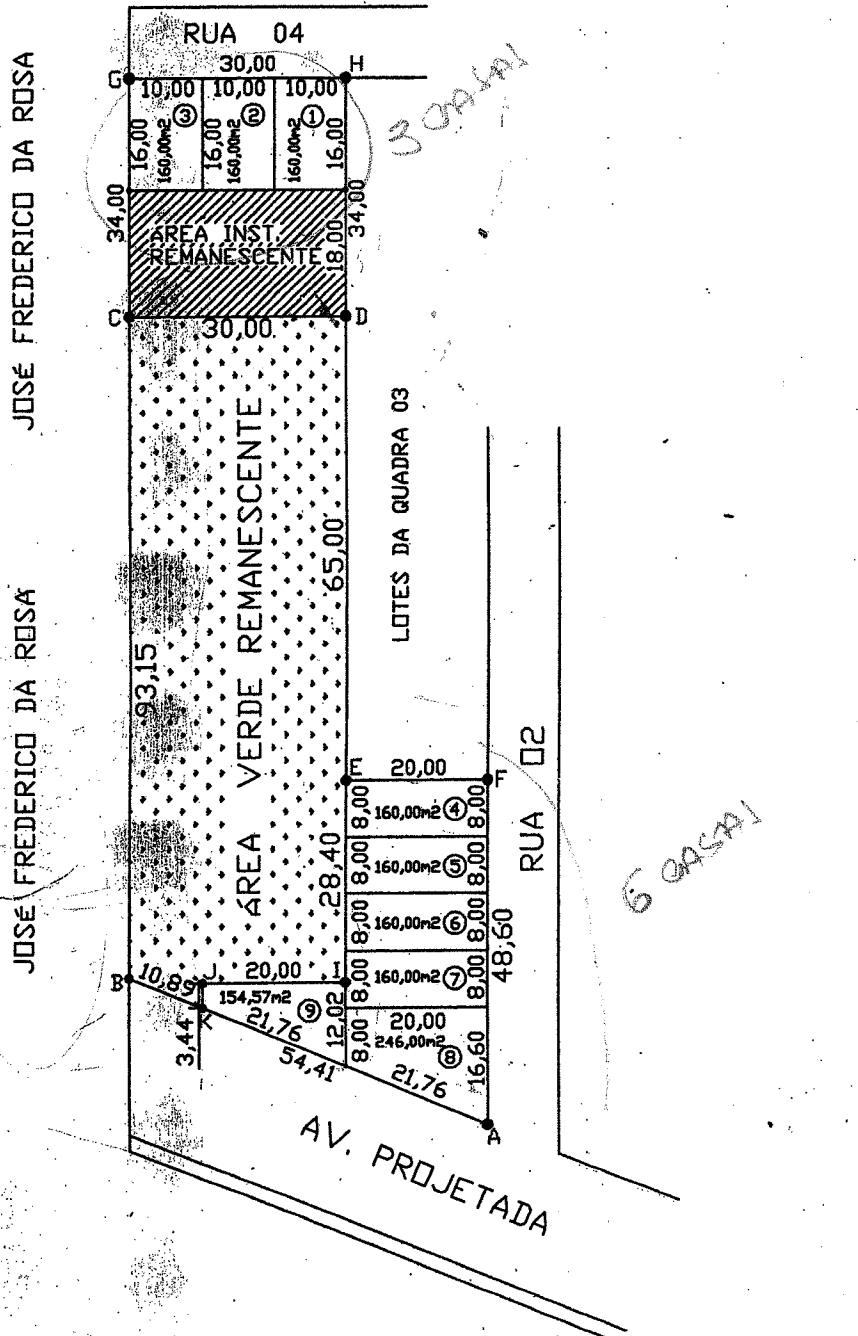 RUA 04
30,00
G
H
10,00 10,00 10,00
16,00
160,00m2
3
16,00
160,00m2
2
160,00m2
1
16,00
3 CASAS
34,00
34,00
18,00
ÁREA INST.
REMANESCENTE
C
30,00
D
JOSÉ FREDERICO DA ROSA
JOSÉ FREDERICO DA ROSA
93,15
ÁREA VERDE REMANESCENTE
65,00
LOTES DA QUADRA 03
RUA 02
E
20,00
F
8,00 160,00m2 4 8,00
8,00 160,00m2 5 8,00
8,00 160,00m2 6 8,00
8,00 160,00m2 7 8,00
28,40
48,60
6 CASAS
B
10,89
J
20,00
I
154,57m2
9
K
3,44
21,76
12,02
54,41
8,00
20,00
246,00m2
8
16,60
21,76
A
AV. PROJETADA